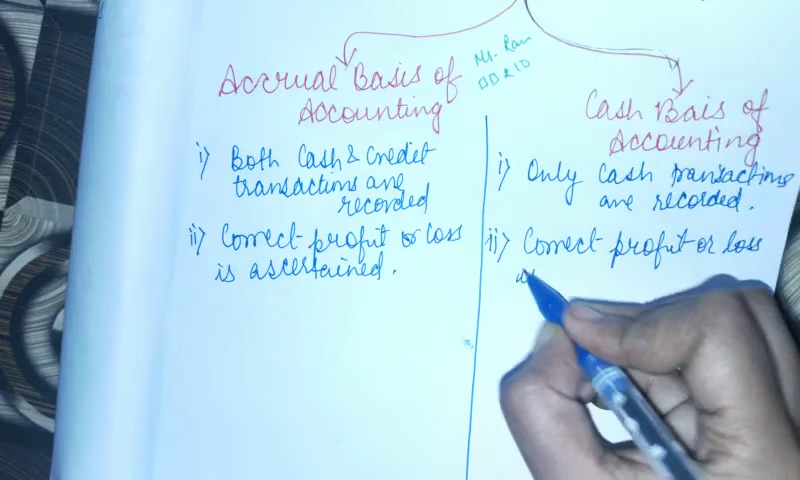 Accrual Basis of
Accounting
i) Both Cash & Credit
transactions are
recorded
ii) Correct profit or loss
is ascertained.
Cash Bais of
Accounting
i) Only Cash transactions
are recorded.
ii) Correct profit or loss